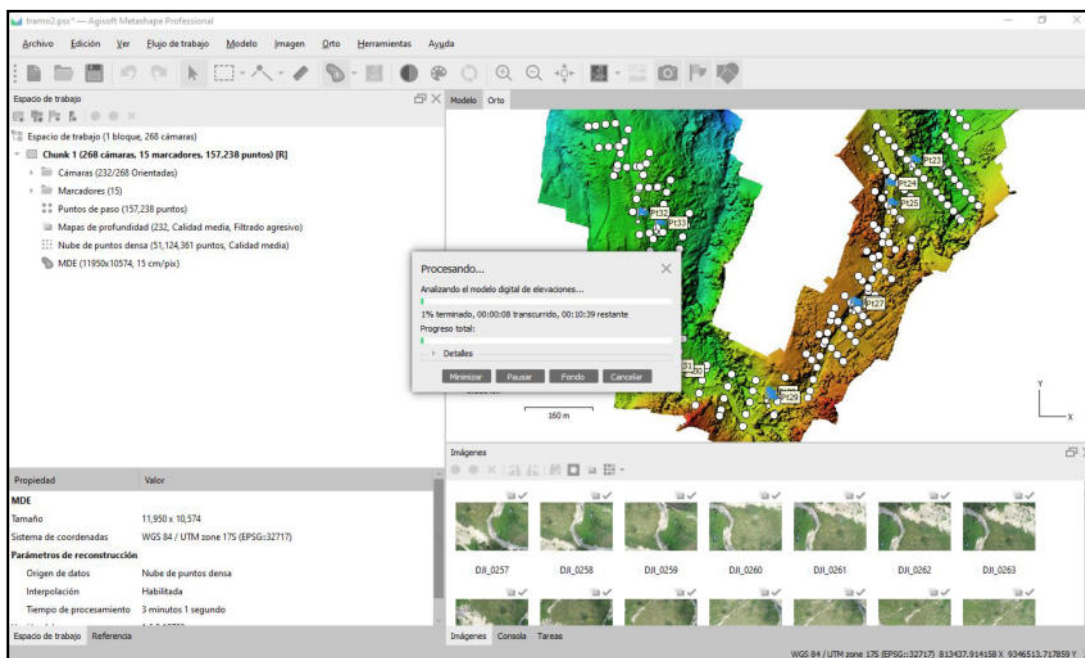 tramo2.psx* — Agisoft Metashape Professional
Archivo Edición Ver Flujo de trabajo Modelo Imagen Orto Herramientas Ayuda
Espacio de trabajo
Espacio de trabajo (1 bloque, 268 cámaras)
Chunk 1 (268 cámaras, 15 marcadores, 157,238 puntos) [R]
Cámaras (232/268 Orientadas)
Marcadores (15)
Puntos de paso (157,238 puntos)
Mapas de profundidad (232, Calidad media, Filtrado agresivo)
Nube de puntos densa (51,124,361 puntos, Calidad media)
MDE (11950x10574, 15 cm/pix)
Modelo Orto
Pt23
Pt24
Pt25
Pt32
Pt33
Pt27
Pt29
160 m
Y
X
Procesando...
Analizando el modelo digital de elevaciones...
1% terminado, 00:00:08 transcurrido, 00:10:39 restante
Progreso total:
Detalles
Minimizar Pausar Fondo Cancelar
Propiedad Valor
MDE
Tamaño 11,950 x 10,574
Sistema de coordenadas WGS 84 / UTM zone 17S (EPSG::32717)
Parámetros de reconstrucción
Origen de datos Nube de puntos densa
Interpolación Habilitada
Tiempo de procesamiento 3 minutos 1 segundo
Espacio de trabajo Referencia
Imágenes
DJI_0257 DJI_0258 DJI_0259 DJI_0260 DJI_0261 DJI_0262 DJI_0263
Imágenes Consola Tareas
WGS 84 / UTM zone 17S (EPSG::32717) 813437.914158 X 9346513.717859 Y